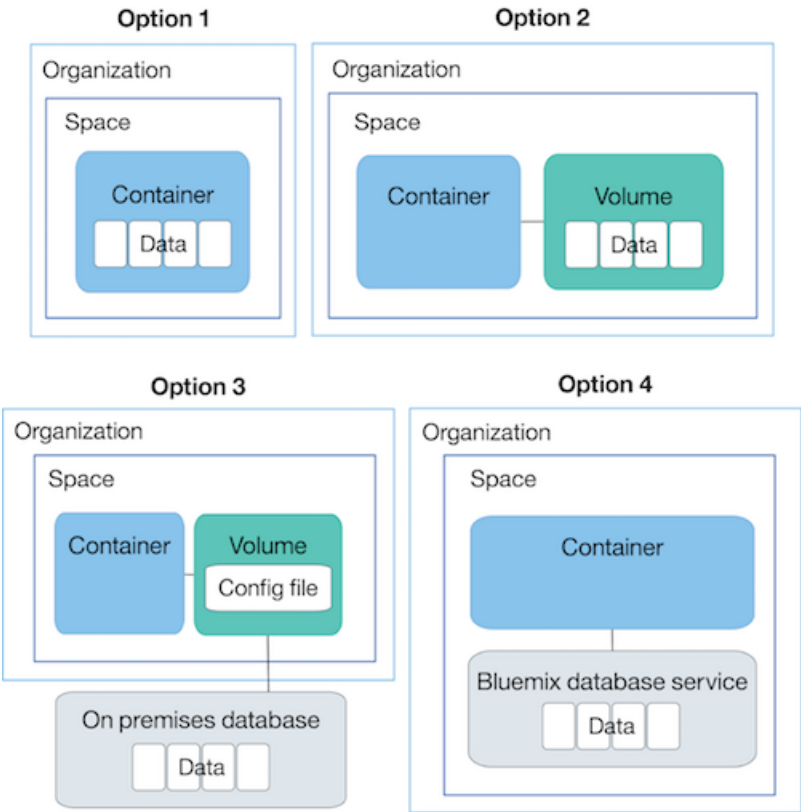 Option 1
Organization
Space
Container
Data
Option 2
Organization
Space
Container
Volume
Data
Option 3
Organization
Space
Container
Volume
Config file
On premises database
Data
Option 4
Organization
Space
Container
Bluemix database service
Data